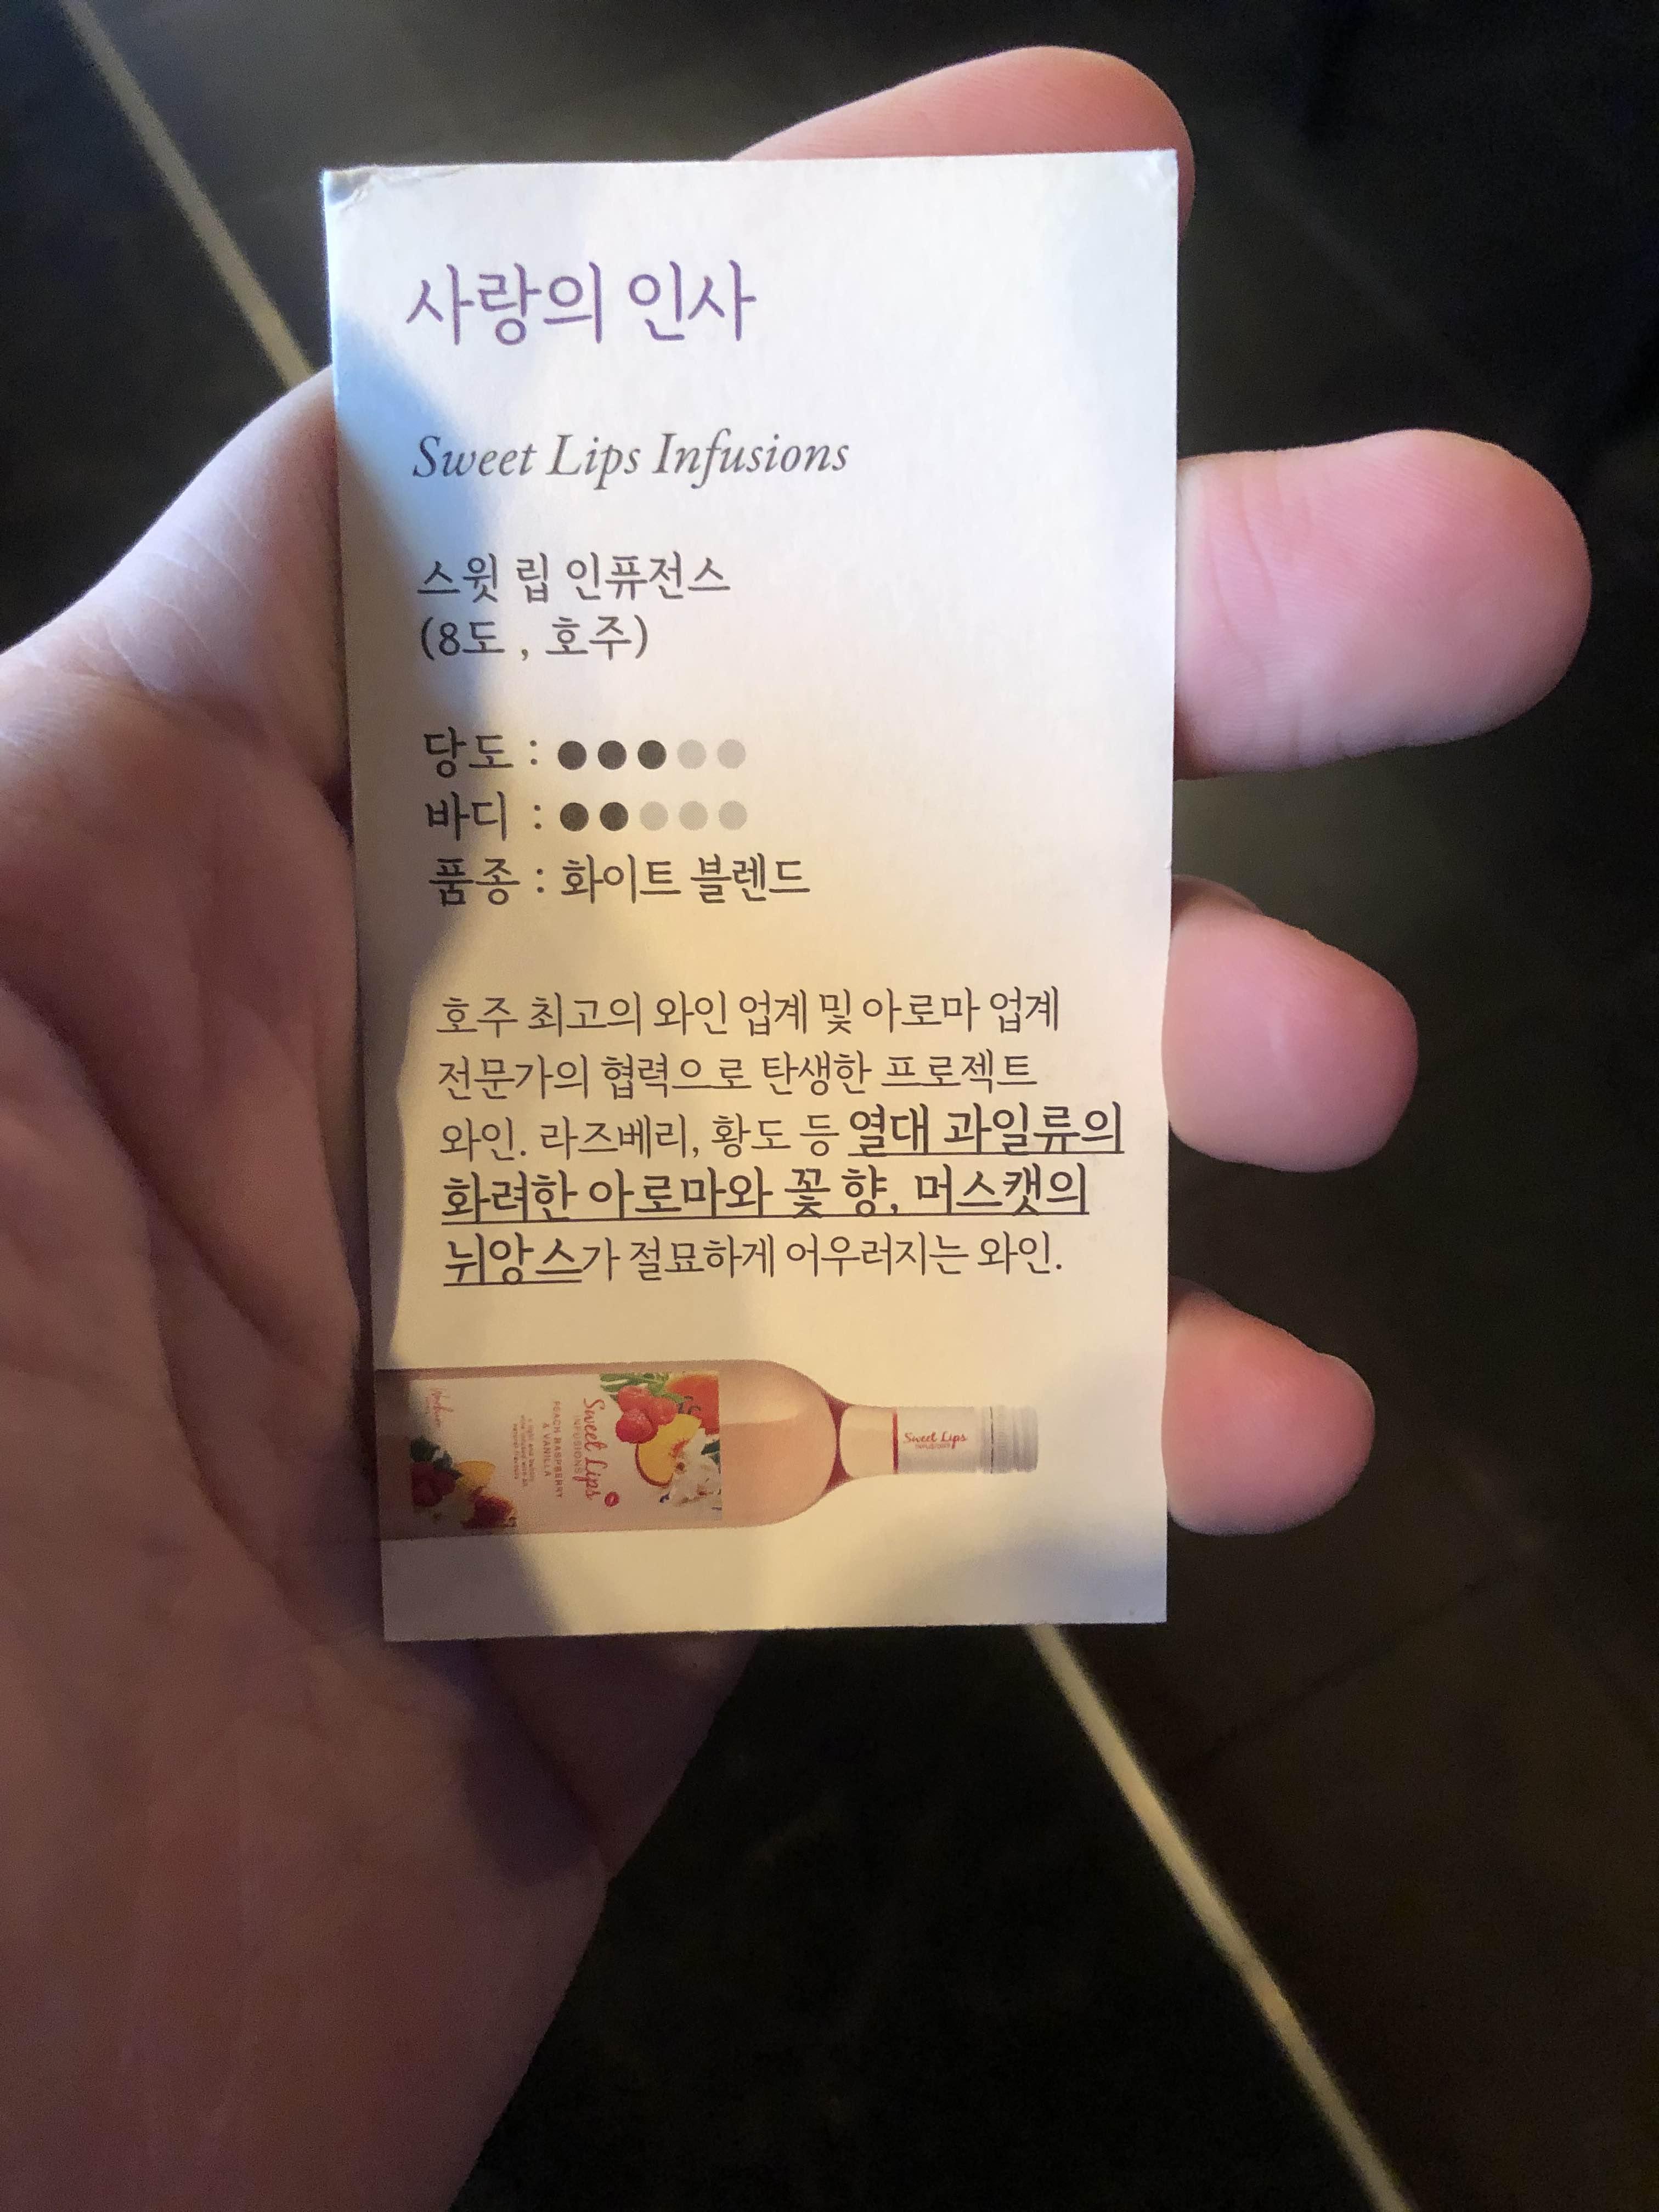 사랑의 인사
Sweet Lips Infusions
스윗 립 인퓨전스
(8도 , 호주)
당도 :
바디 :
품종 : 화이트 블렌드
호주 최고의 와인 업계 및 아로마 업계
전문가의 협력으로 탄생한 프로젝트
와인. 라즈베리, 황도 등 열대 과일류의
화려한 아로마와 꽃 향, 머스캣의
뉘앙스가 절묘하게 어우러지는 와인.
Sweet Lips
INFUSIONS
PEACH RASPBERRY
& VANILLA
Sweet Lips
INFUSIONS